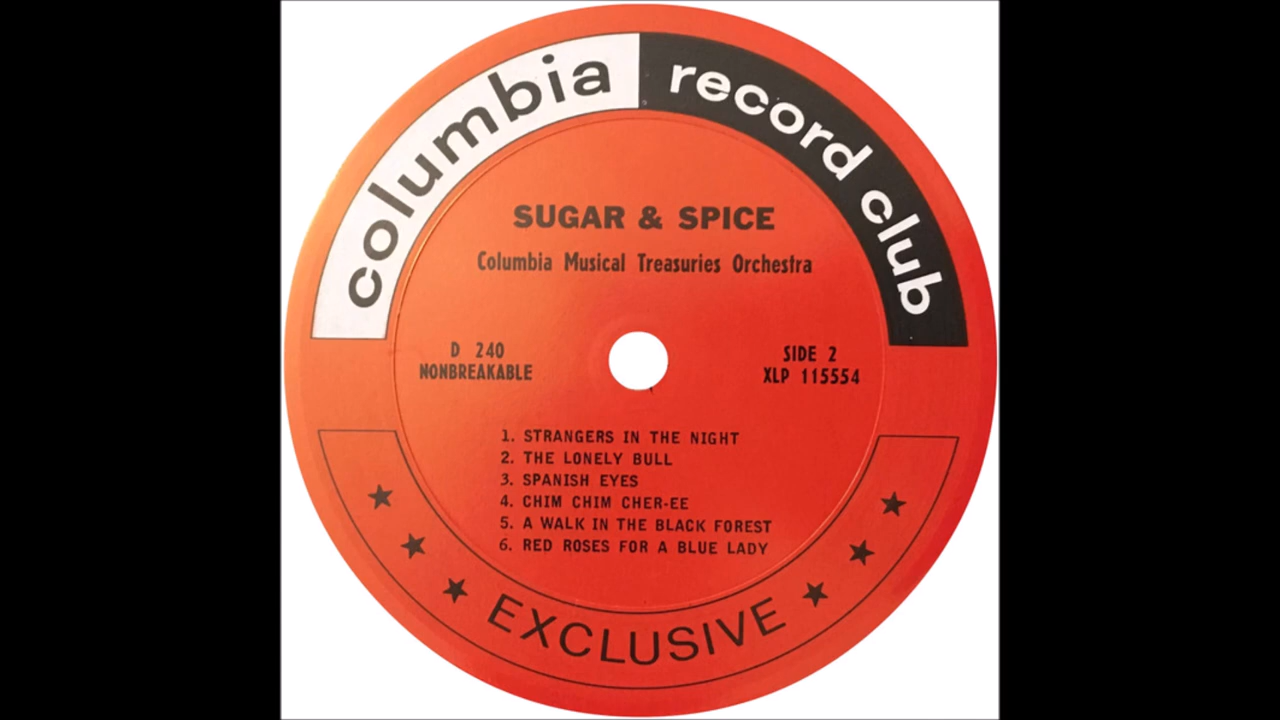 columbia record club
SUGAR & SPICE
Columbia Musical Treasuries Orchestra
D 240
NONBREAKABLE
SIDE 2
XLP 115554
1. STRANGERS IN THE NIGHT
2. THE LONELY BULL
3. SPANISH EYES
4. CHIM CHIM CHER-EE
5. A WALK IN THE BLACK FOREST
6. RED ROSES FOR A BLUE LADY
EXCLUSIVE